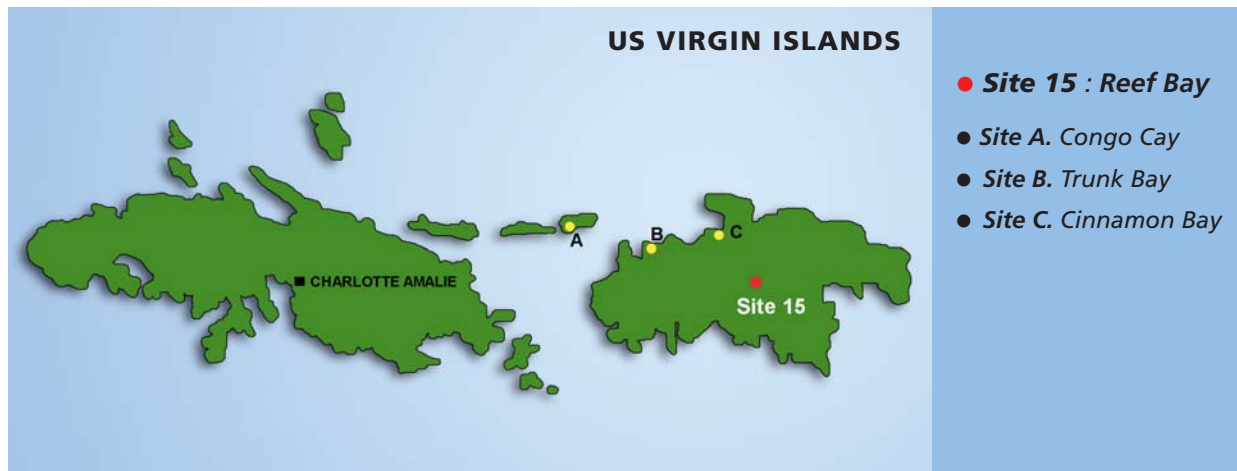 US VIRGIN ISLANDS
A
B
C
CHARLOTTE AMALIE
Site 15
Site 15 : Reef Bay
Site A. Congo Cay
Site B. Trunk Bay
Site C. Cinnamon Bay